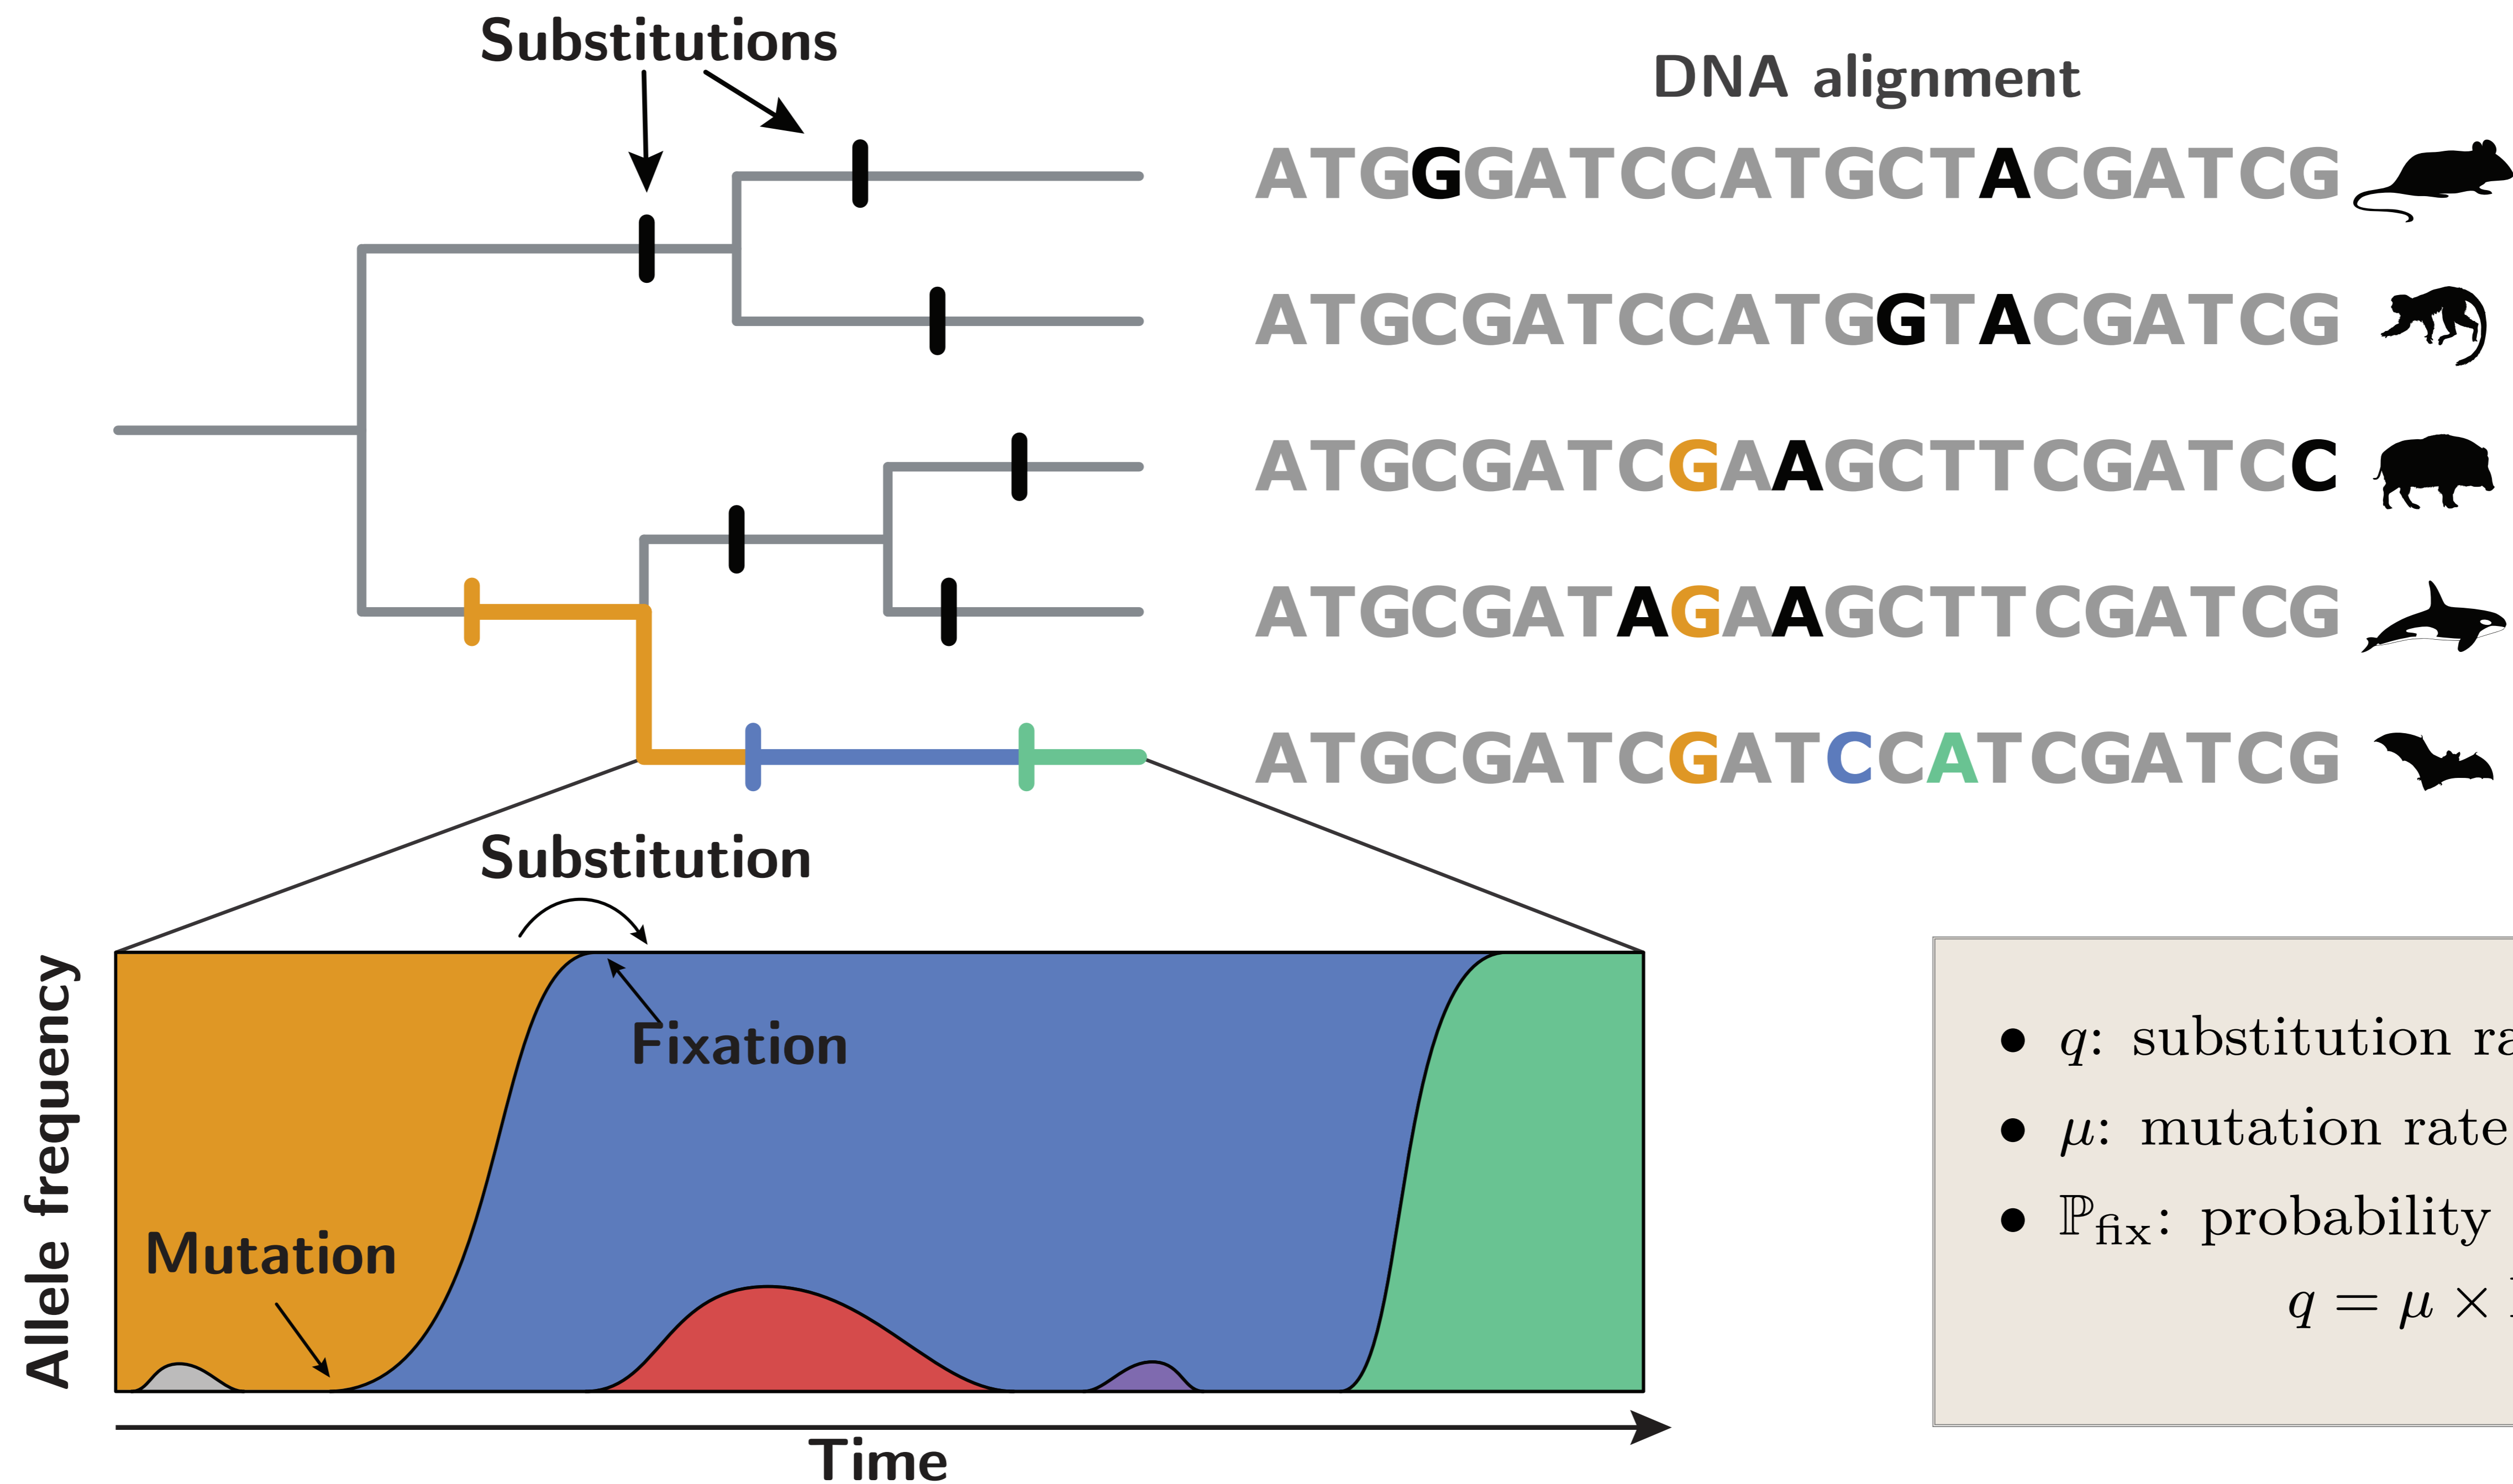 Substitutions
DNA alignment
ATGGGATCCATGCTACGATCG
ATGCGATCCATGGTACGATCG
ATGCGATCGAAGCTTCGATCC
ATGCGATAGAAGCTTCGATCG
ATGCGATCGATCCATCGATCG
Substitution
Allele frequency
Fixation
Mutation
Time
• q: substitution
• μ: mutation rate
• ℙfix: probability
q = μ ×